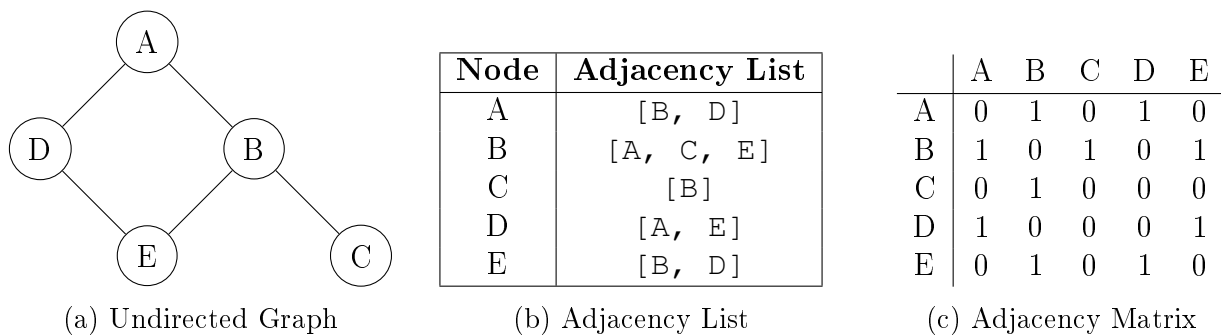 A
D
B
E
C
(a) Undirected Graph
Node Adjacency List
A [B, D]
B [A, C, E]
C [B]
D [A, E]
E [B, D]
(b) Adjacency List
A B C D E
A 0 1 0 1 0
B 1 0 1 0 1
C 0 1 0 0 0
D 1 0 0 0 1
E 0 1 0 1 0
(c) Adjacency Matrix